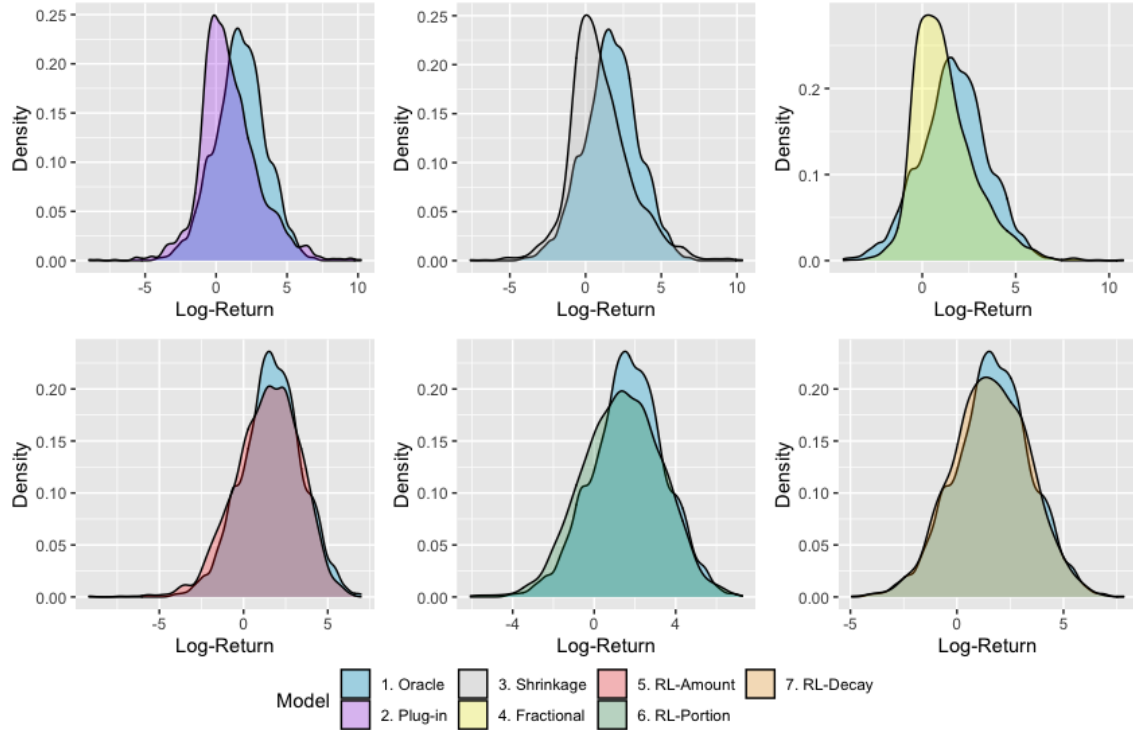 0.25
0.20
0.15
0.10
0.05
0.00
Density
-5 0 5 10
Log-Return
0.25
0.20
0.15
0.10
0.05
0.00
Density
-5 0 5 10
Log-Return
0.2
0.1
0.0
Density
0 5 10
Log-Return
0.20
0.15
0.10
0.05
0.00
Density
-5 0 5
Log-Return
0.20
0.15
0.10
0.05
0.00
Density
-4 0 4
Log-Return
0.20
0.15
0.10
0.05
0.00
Density
-5 0 5
Log-Return
Model
1. Oracle 3. Shrinkage 5. RL-Amount 7. RL-Decay
2. Plug-in 4. Fractional 6. RL-Portion